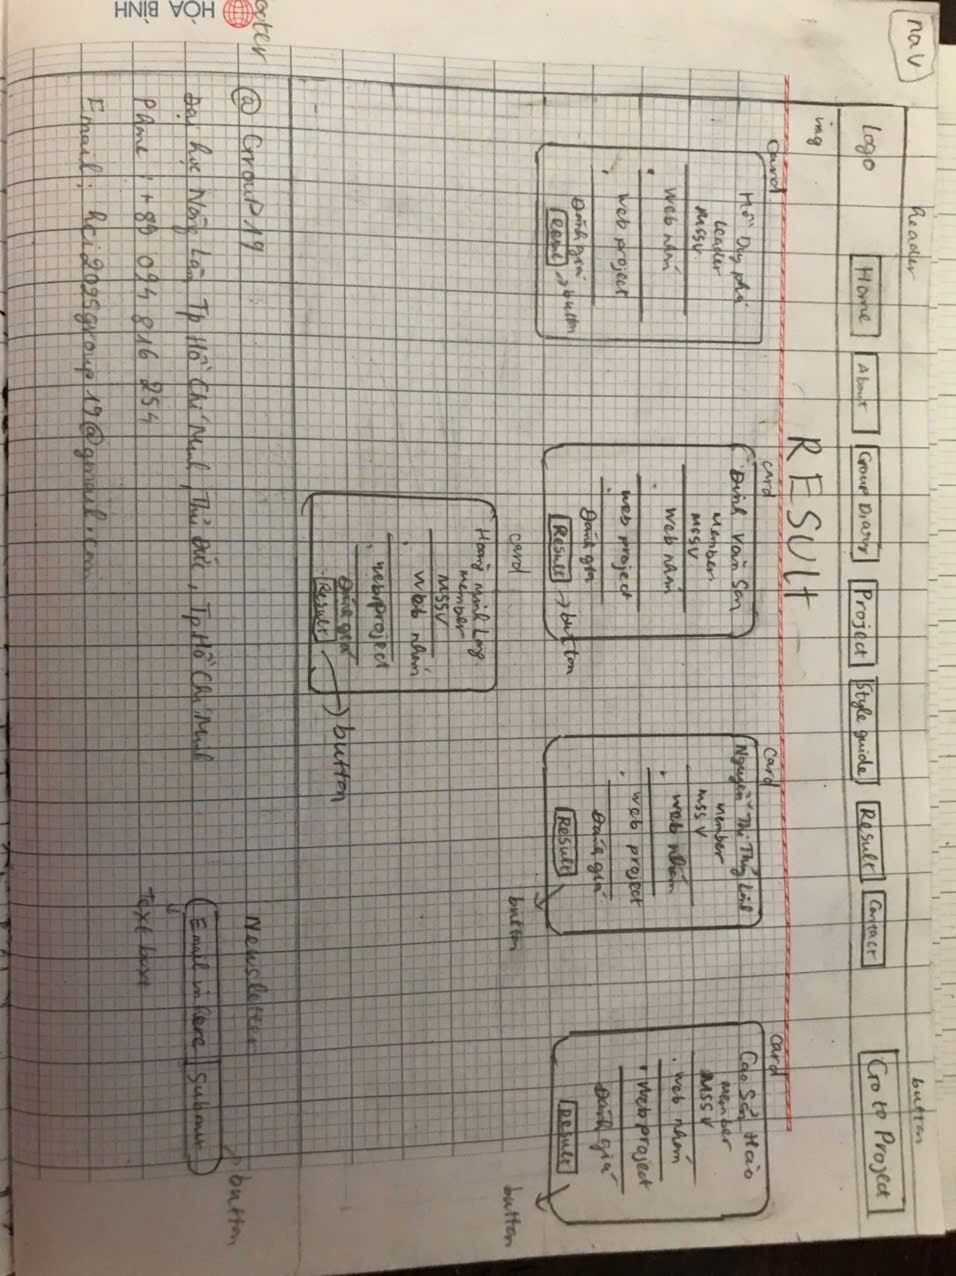 nav
header
button
Logo
Home
About
Group Diary
Project
Style guide
Result
Contact
Go to Project
img
RESULT
card
Hồ Duy phi
Leader
MSSV
Web nhóm
Web project
Đánh giá
→ button
card
Đinh Văn Sơn
Member
MSSV
Web nhóm
web project
Đánh giá
Result
→ button
card
Nguyễn Thị Thùy Linh
member
MSSV
web nhóm
web project
Đánh giá
Result
button
card
Cao Sỹ Hào
member
MSSV
web nhóm
Web project
Đánh giá
Result
button
card
Hoàng minh Long
member
MSSV
Web nhóm
web project
Đánh giá
Result
button
@ Group 19
Newsletter
Đại học Nông Lâm Tp Hồ Chí Minh, Thủ Đức, Tp Hồ Chí Minh
Email in here
button
phone: +89 094 816 254
Text box
Email: hci2025group19@gmail.com
HÒA BÌNH